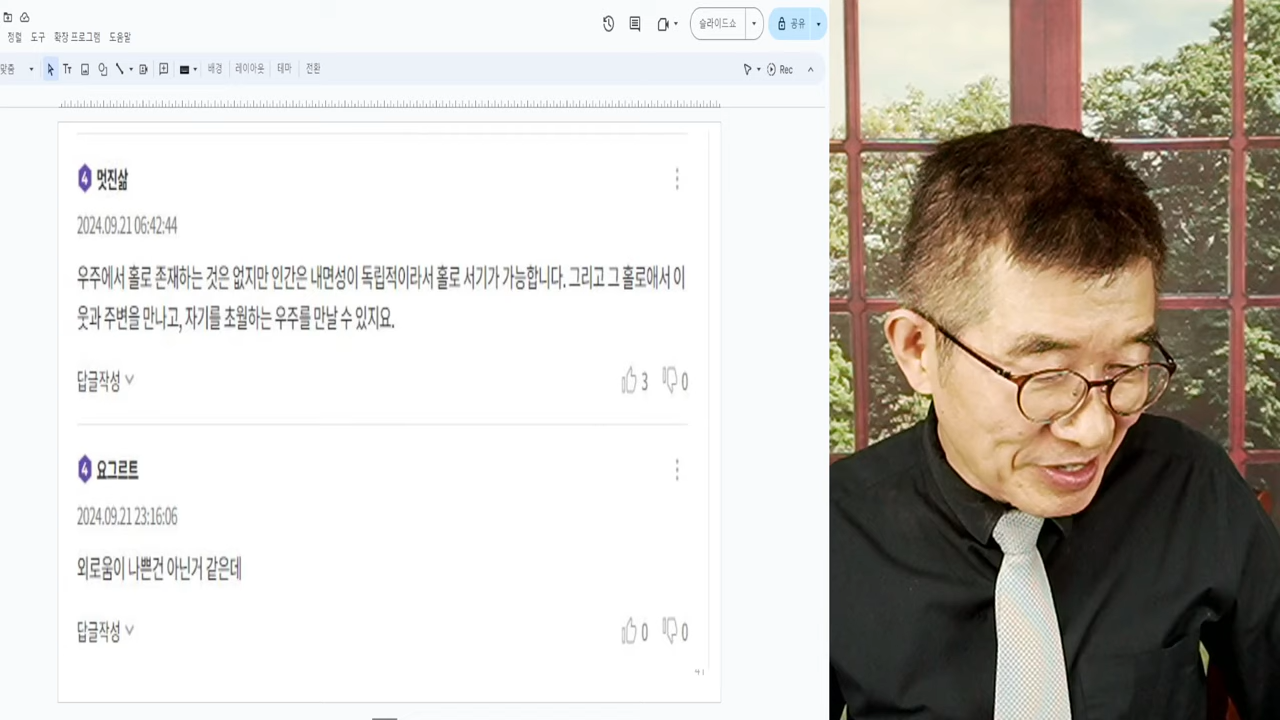 정렬 도구 확장 프로그램 도움말
슬라이드쇼
공유
맞춤
배경 레이아웃 테마 전환
Rec
4 멋진삶
2024.09.21 06:42:44
우주에서 홀로 존재하는 것은 없지만 인간은 내면성이 독립적이라서 홀로 서기가 가능합니다. 그리고 그 홀로애서 이
웃과 주변을 만나고, 자기를 초월하는 우주를 만날 수 있지요.
답글작성
3 0
4 요그르트
2024.09.21 23:16:06
외로움이 나쁜건 아닌거 같은데
답글작성
0 0